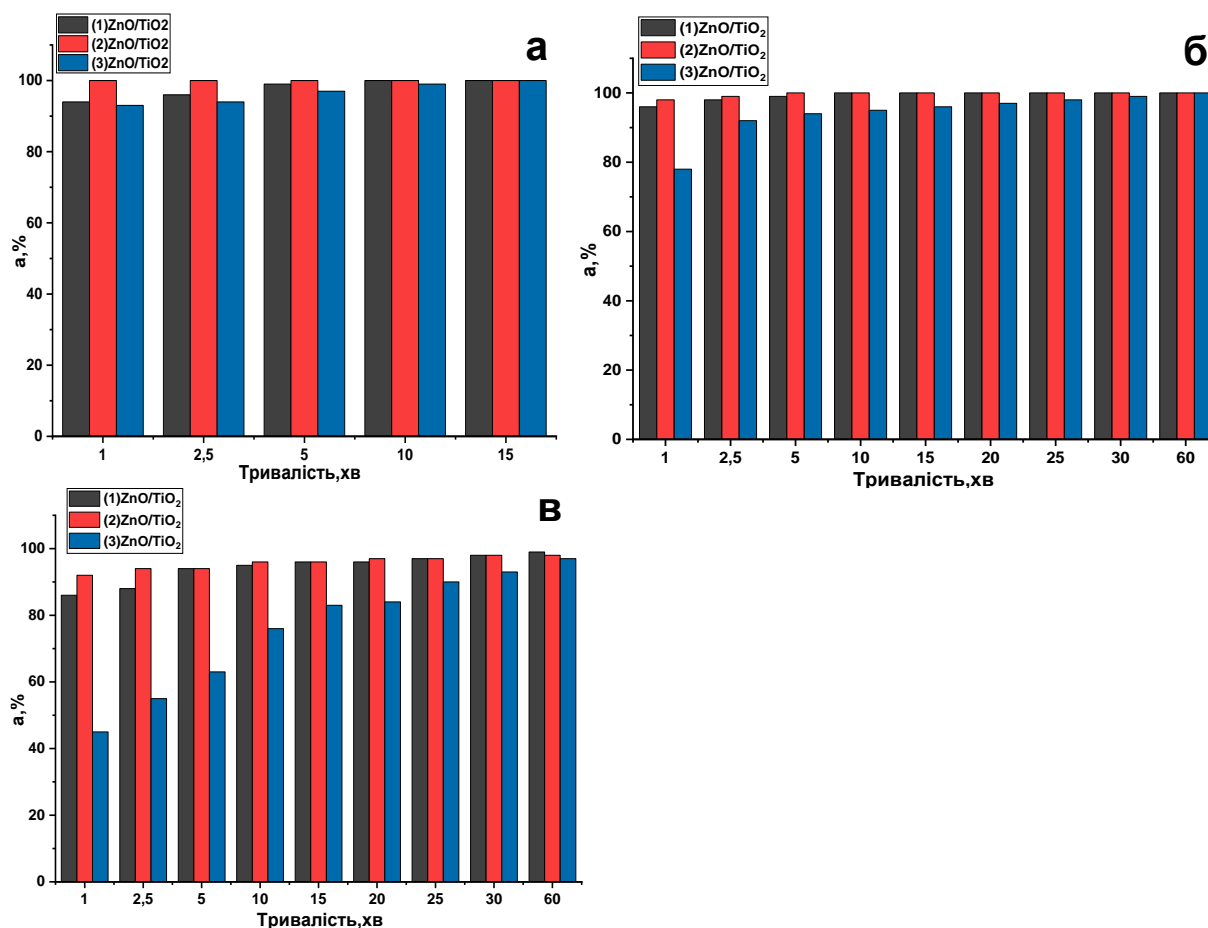 (1)ZnO/TiO2
(2)ZnO/TiO2
(3)ZnO/TiO2
а
100
80
60
40
20
0
а,%
1 2,5 5 10 15
Тривалість,хв
(1)ZnO/TiO₂
(2)ZnO/TiO₂
(3)ZnO/TiO₂
б
100
80
60
40
20
0
а,%
1 2,5 5 10 15 20 25 30 60
Тривалість,хв
(1)ZnO/TiO₂
(2)ZnO/TiO₂
(3)ZnO/TiO₂
в
100
80
60
40
20
0
а,%
1 2,5 5 10 15 20 25 30 60
Тривалість,хв